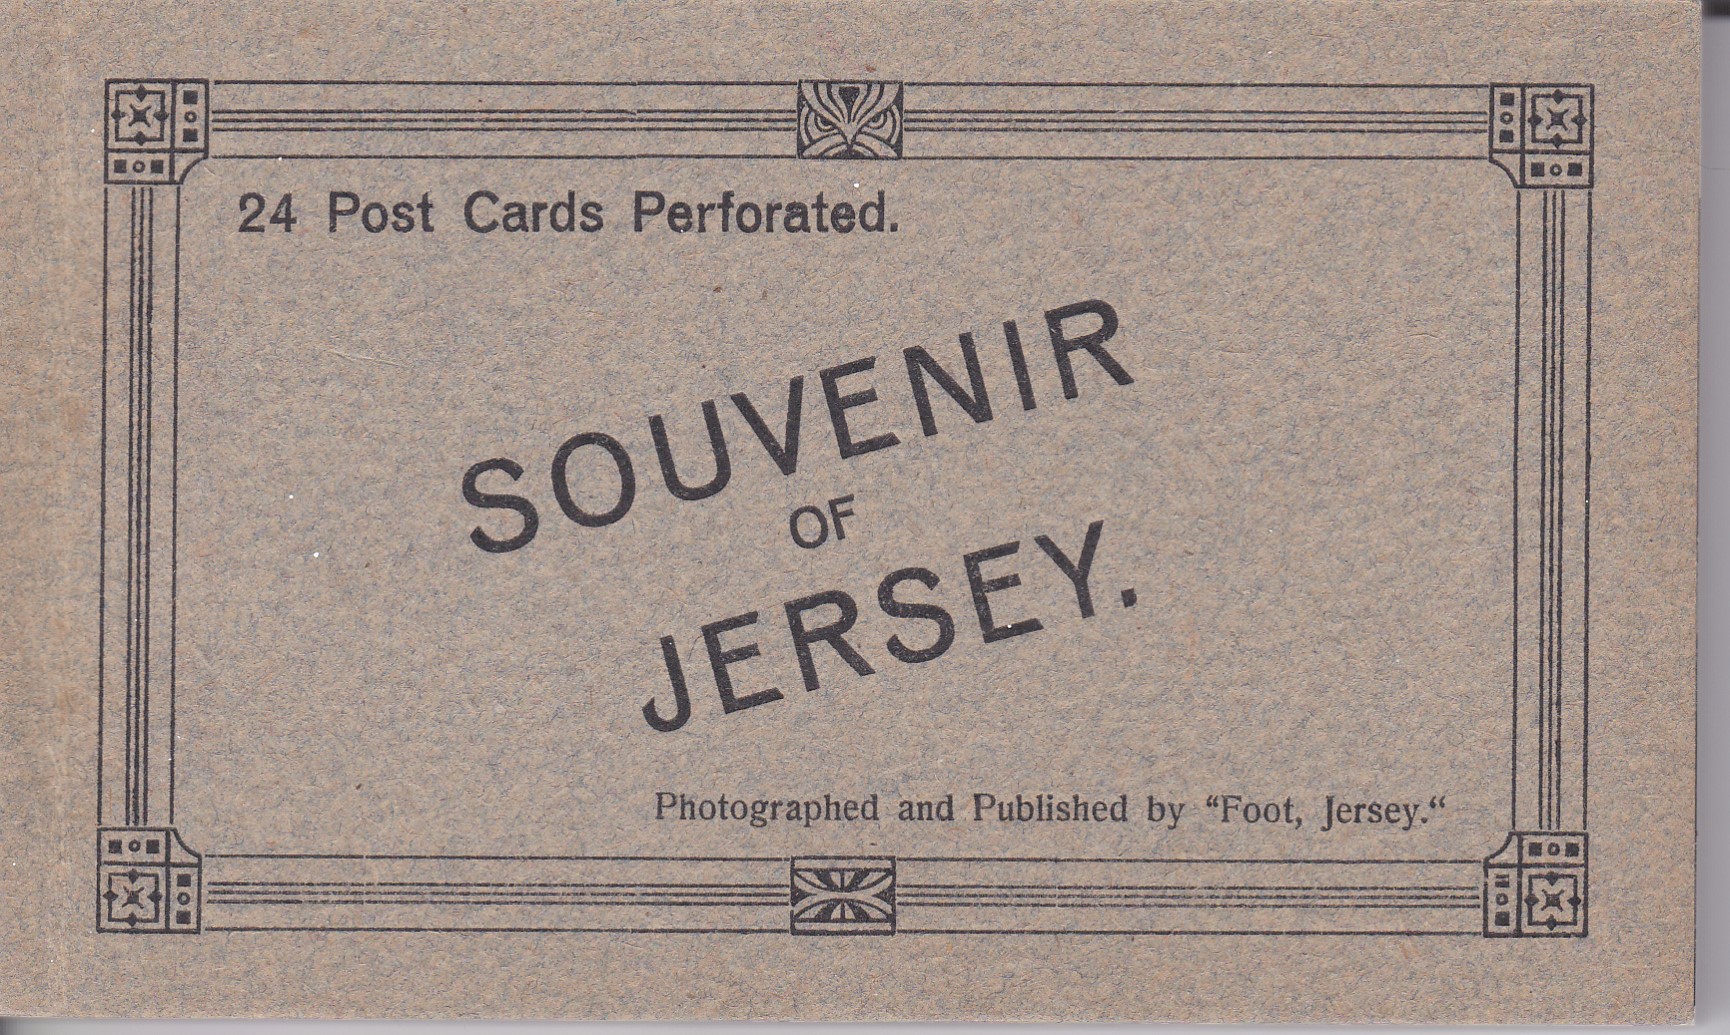 24 Post Cards Perforated.
SOUVENIR
OF
JERSEY.
Photographed and Published by “Foot, Jersey.“